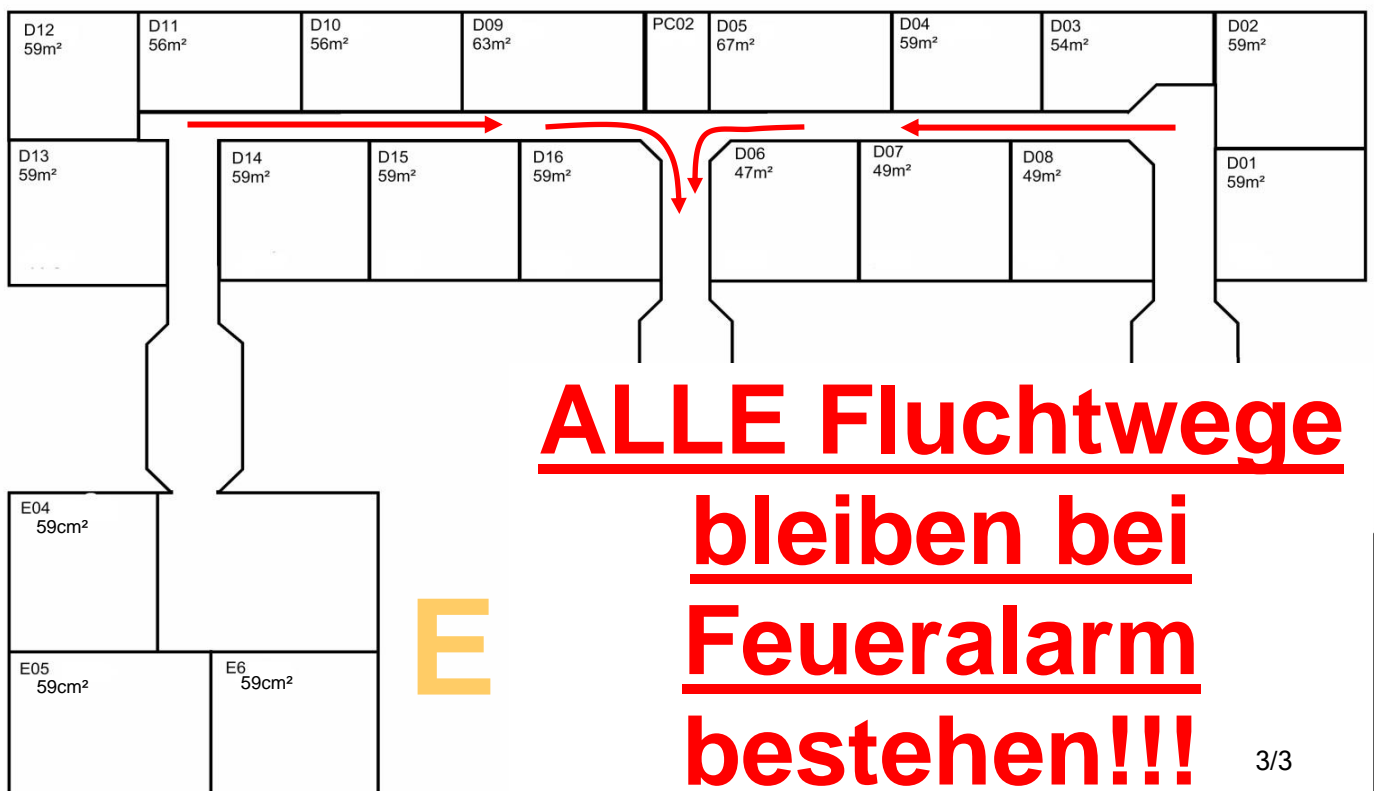 D12
59m²
D11
56m²
D10
56m²
D09
63m²
PC02
D05
67m²
D04
59m²
D03
54m²
D02
59m²
D13
59m²
D14
59m²
D15
59m²
D16
59m²
D06
47m²
D07
49m²
D08
49m²
D01
59m²
ALLE Fluchtwege
bleiben bei
Feueralarm
bestehen!!!
E04
59cm²
E
E05
59cm²
E6
59cm²
3/3